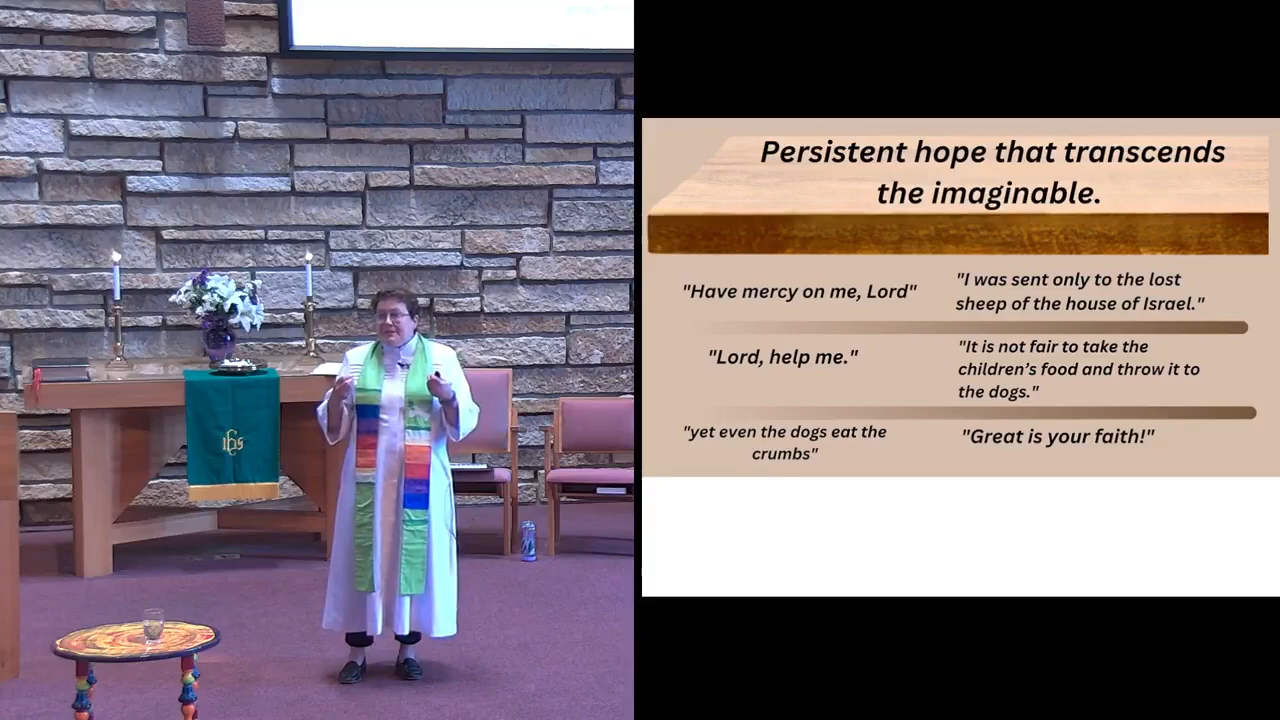 Persistent hope that transcends
the imaginable.
"Have mercy on me, Lord"
"I was sent only to the lost
sheep of the house of Israel."
"Lord, help me."
"It is not fair to take the
children's food and throw it to
the dogs."
"yet even the dogs eat the
crumbs"
"Great is your faith!"
IHS